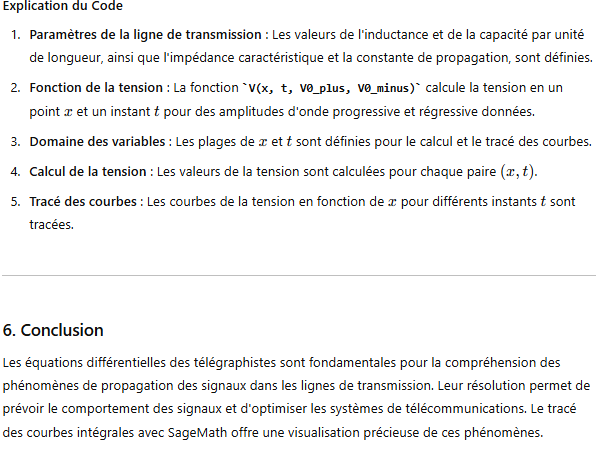 Explication du Code
1. Paramètres de la ligne de transmission : Les valeurs de l'inductance et de la capacité par unité
de longueur, ainsi que l'impédance caractéristique et la constante de propagation, sont définies.
2. Fonction de la tension : La fonction `V(x, t, V0_plus, V0_minus)` calcule la tension en un
point x et un instant t pour des amplitudes d'onde progressive et régressive données.
3. Domaine des variables : Les plages de x et t sont définies pour le calcul et le tracé des courbes.
4. Calcul de la tension : Les valeurs de la tension sont calculées pour chaque paire (x, t).
5. Tracé des courbes : Les courbes de la tension en fonction de x pour différents instants t sont
tracées.
6. Conclusion
Les équations différentielles des télégraphistes sont fondamentales pour la compréhension des
phénomènes de propagation des signaux dans les lignes de transmission. Leur résolution permet de
prévoir le comportement des signaux et d'optimiser les systèmes de télécommunications. Le tracé
des courbes intégrales avec SageMath offre une visualisation précieuse de ces phénomènes.